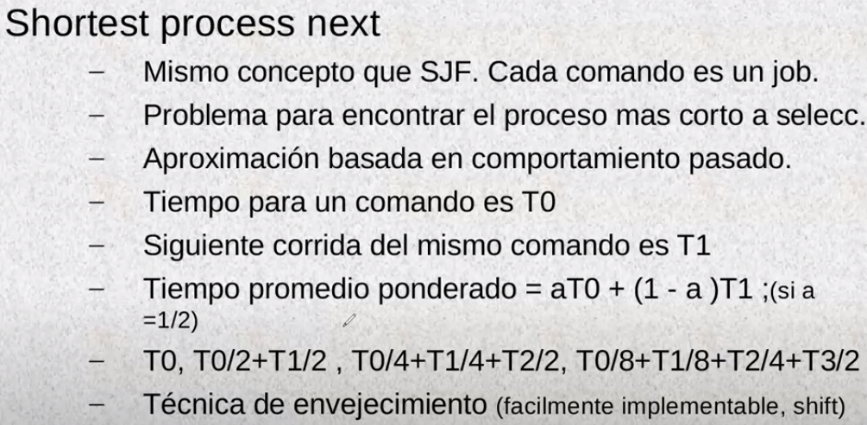 Shortest process next
– Mismo concepto que SJF. Cada comando es un job.
– Problema para encontrar el proceso mas corto a selecc.
– Aproximación basada en comportamiento pasado.
– Tiempo para un comando es T0
– Siguiente corrida del mismo comando es T1
– Tiempo promedio ponderado = aT0 + (1 - a )T1 ;(si a
=1/2)
– T0, T0/2+T1/2 , T0/4+T1/4+T2/2, T0/8+T1/8+T2/4+T3/2
– Técnica de envejecimiento (facilmente implementable, shift)